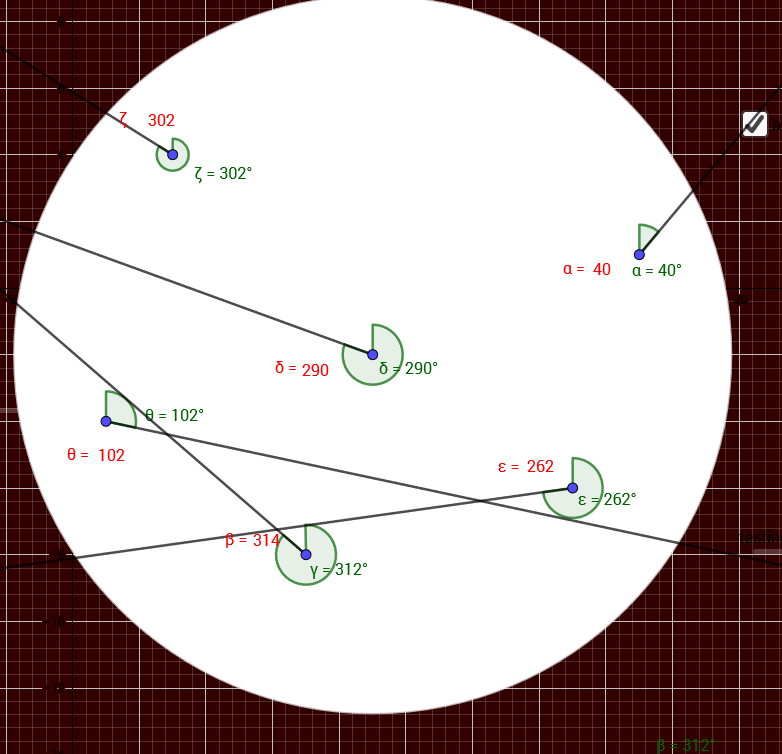 ζ 302
ζ = 302°
α = 40
α = 40°
δ = 290
δ = 290°
θ = 102°
θ = 102
ε = 262
ε = 262°
β = 314
γ = 312°
β = 312°